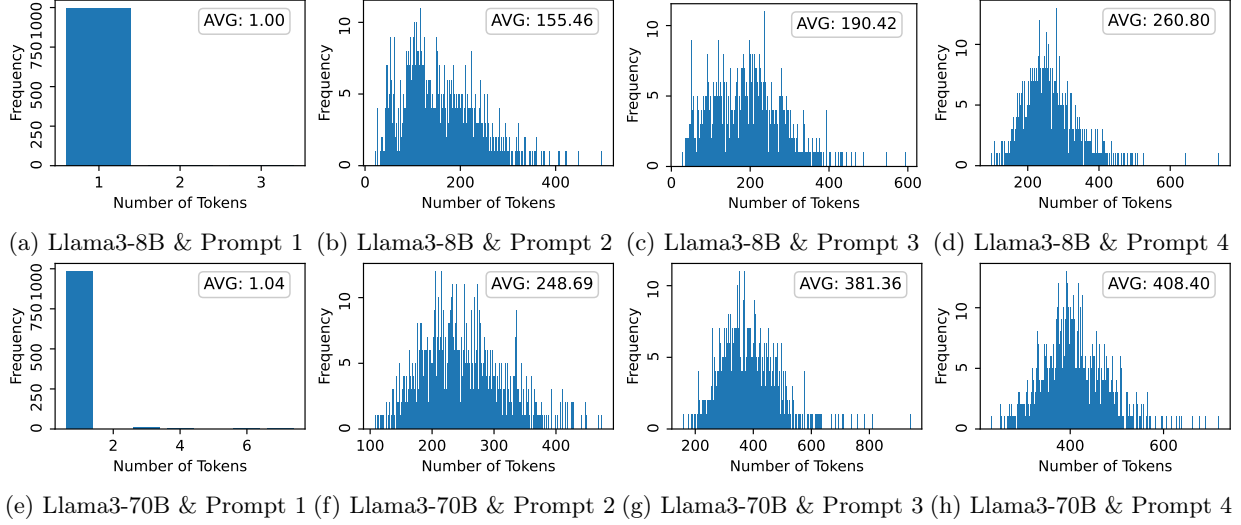 AVG: 1.00
AVG: 155.46
AVG: 190.42
AVG: 260.80
Frequency
0 250 500 750 1000
1 2 3
Number of Tokens
Frequency
0 5 10
0 200 400
Number of Tokens
Frequency
0 5 10
0 200 400 600
Number of Tokens
Frequency
0 5 10
200 400 600
Number of Tokens
(a) Llama3-8B & Prompt 1 (b) Llama3-8B & Prompt 2 (c) Llama3-8B & Prompt 3 (d) Llama3-8B & Prompt 4
AVG: 1.04
AVG: 248.69
AVG: 381.36
AVG: 408.40
Frequency
0 250 500 750 1000
2 4 6
Number of Tokens
Frequency
0 5 10
100 200 300 400
Number of Tokens
Frequency
0 5 10
200 400 600 800
Number of Tokens
Frequency
0 5 10
400 600
Number of Tokens
(e) Llama3-70B & Prompt 1 (f) Llama3-70B & Prompt 2 (g) Llama3-70B & Prompt 3 (h) Llama3-70B & Prompt 4